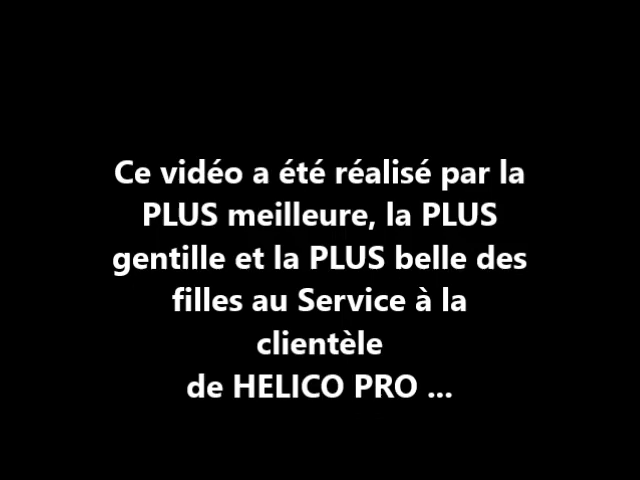 Ce vidéo a été réalisé par la
PLUS meilleure, la PLUS
gentille et la PLUS belle des
filles au Service à la
clientèle
de HELICO PRO ...